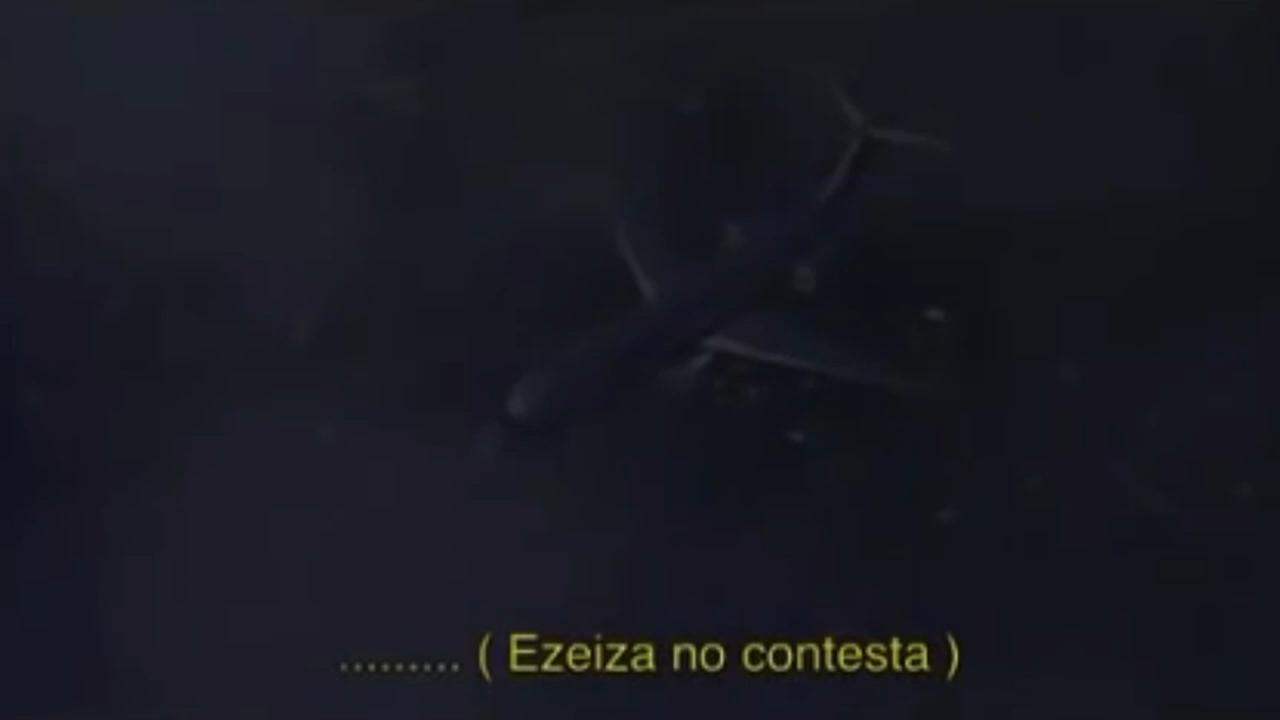 ......... ( Ezeiza no contesta )